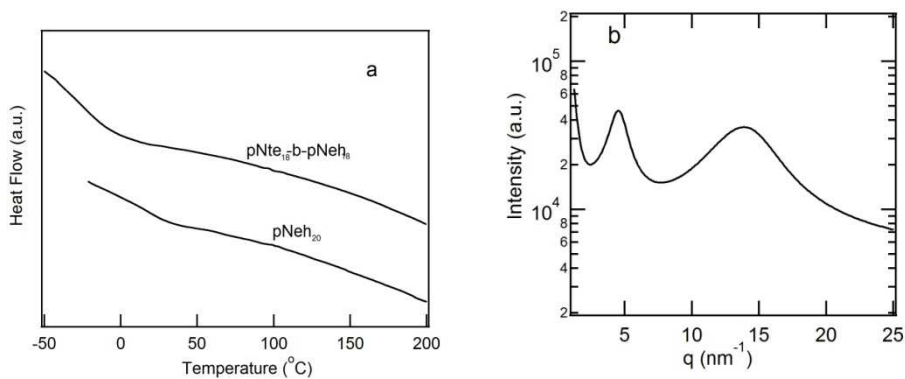 a
pNte₁₈-b-pNeh₈
pNeh₂₀
Heat Flow (a.u.)
-50 0 50 100 150 200
Temperature (°C)
b
2
10⁵
8
6
4
2
10⁴
8
6
4
2
Intensity (a.u.)
5 10 15 20 25
q (nm⁻¹)